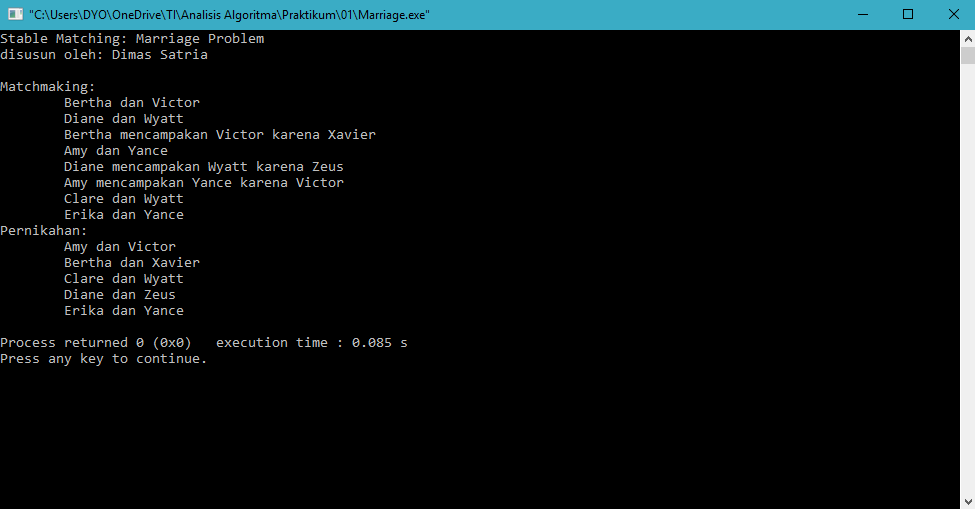 "C:\Users\DYO\OneDrive\TI\Analisis Algoritma\Praktikum\01\Marriage.exe"
Stable Matching: Marriage Problem
disusun oleh: Dimas Satria
Matchmaking:
Bertha dan Victor
Diane dan Wyatt
Bertha mencampakan Victor karena Xavier
Amy dan Yance
Diane mencampakan Wyatt karena Zeus
Amy mencampakan Yance karena Victor
Clare dan Wyatt
Erika dan Yance
Pernikahan:
Amy dan Victor
Bertha dan Xavier
Clare dan Wyatt
Diane dan Zeus
Erika dan Yance
Process returned 0 (0x0)   execution time : 0.085 s
Press any key to continue.